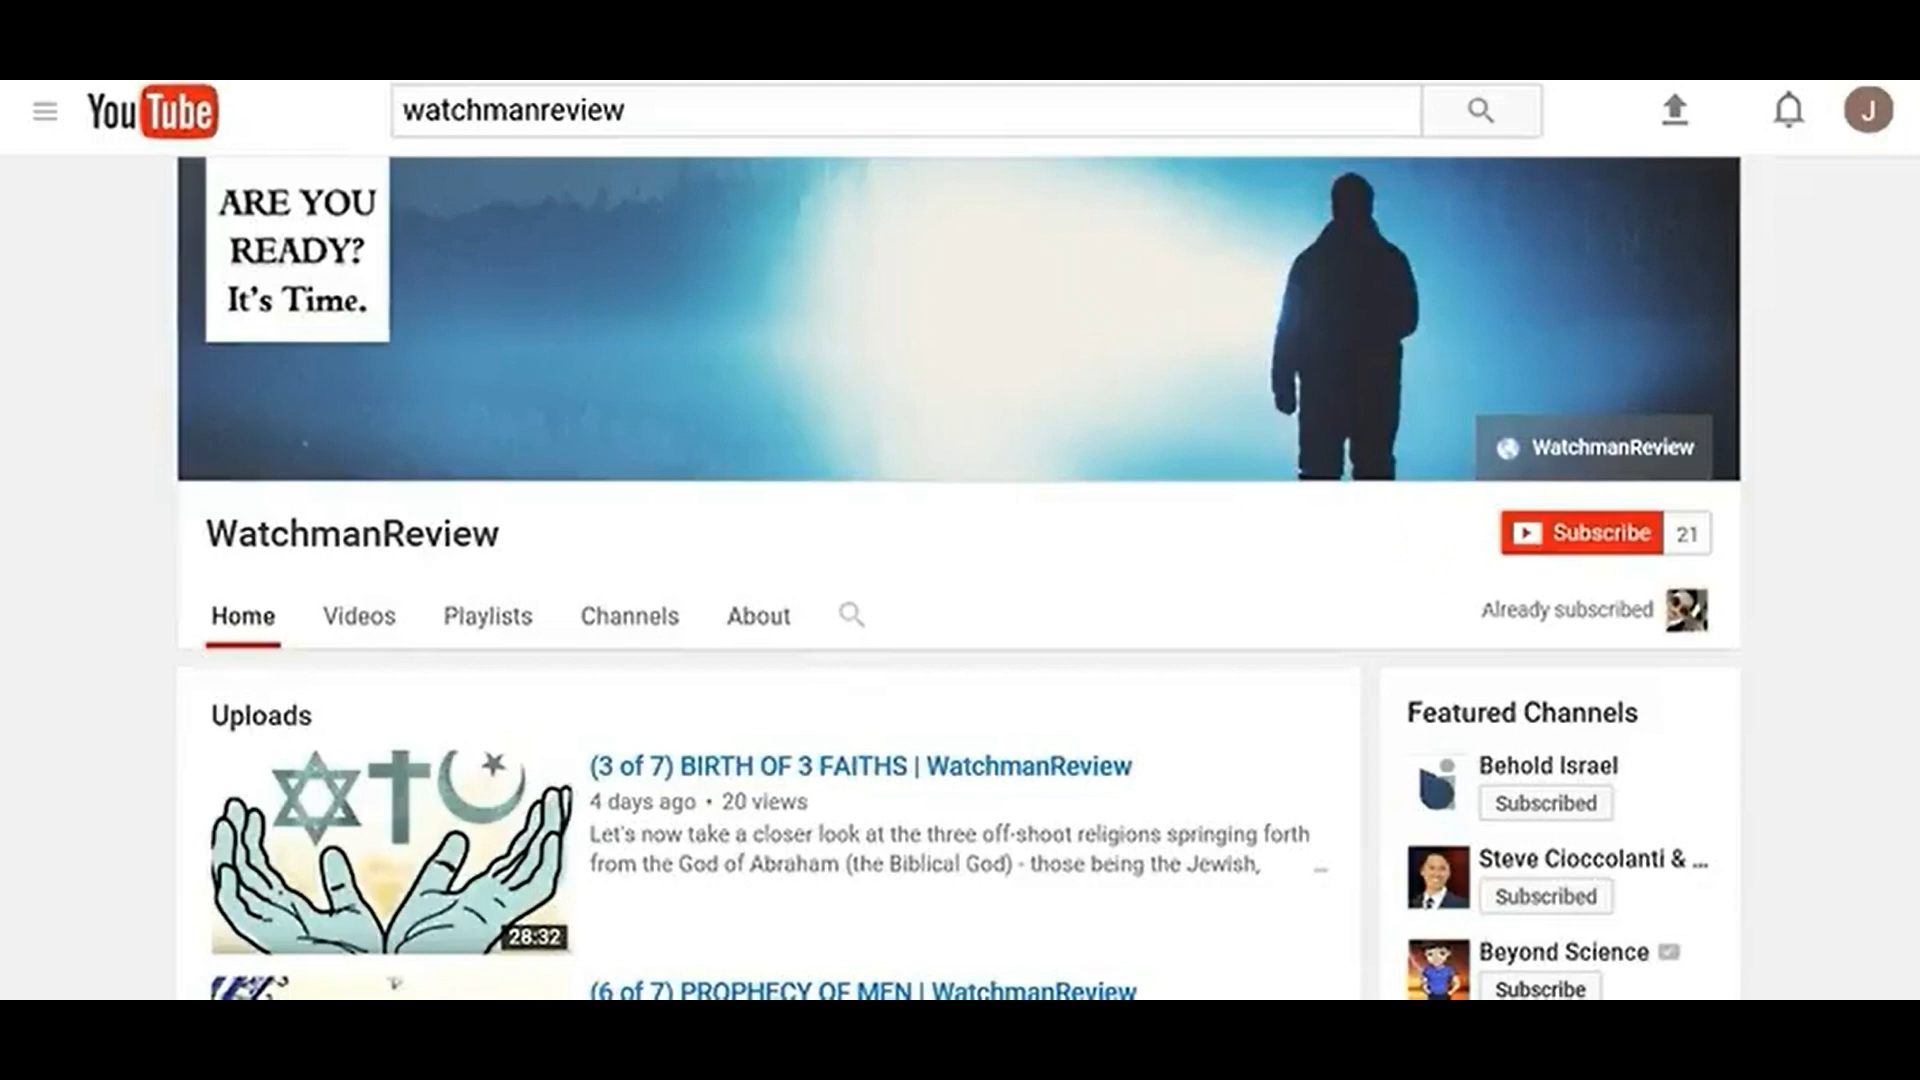 YouTube
watchmanreview
J
ARE YOU
READY?
It's Time.
WatchmanReview
WatchmanReview
Subscribe 21
Home Videos Playlists Channels About
Already subscribed
Uploads
(3 of 7) BIRTH OF 3 FAITHS | WatchmanReview
4 days ago • 20 views
Let's now take a closer look at the three off-shoot religions springing forth
from the God of Abraham (the Biblical God) - those being the Jewish,
28:32
(6 of 7) PROPHECY OF MEN | WatchmanReview
Featured Channels
Behold Israel
Subscribed
Steve Cioccolanti & ...
Subscribed
Beyond Science
Subscribe